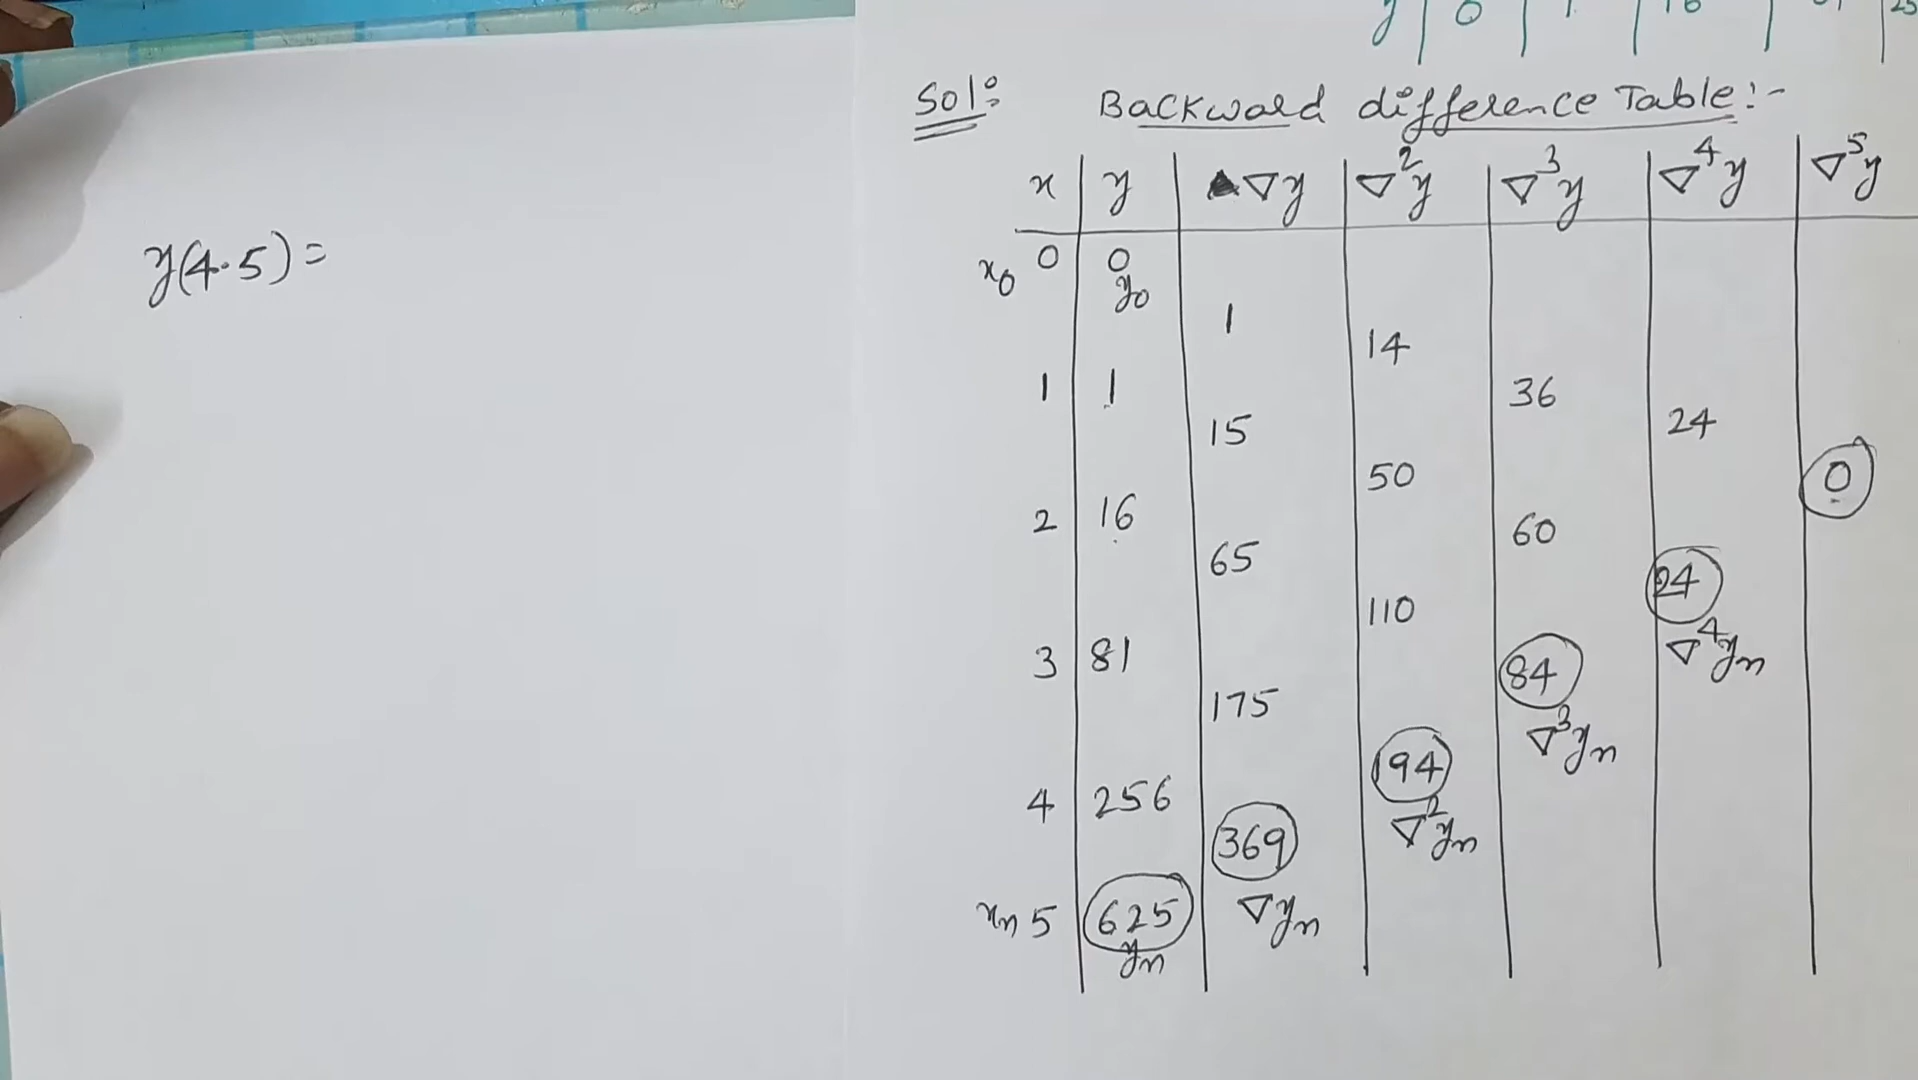 y | 0 | 1 | 16 |
Sol:
Backward difference Table:-
x | y | ∇y | ∇²y | ∇³y | ∇⁴y | ∇⁵y
y(4.5) =
x₀ 0 | 0
y₀
1
14
1 | 1
36
15
24
50
0
2 | 16
60
65
24
110
∇⁴yₙ
3 | 81
84
175
∇³yₙ
194
4 | 256
∇²yₙ
369
xₙ 5 | 625
∇yₙ
yₙ